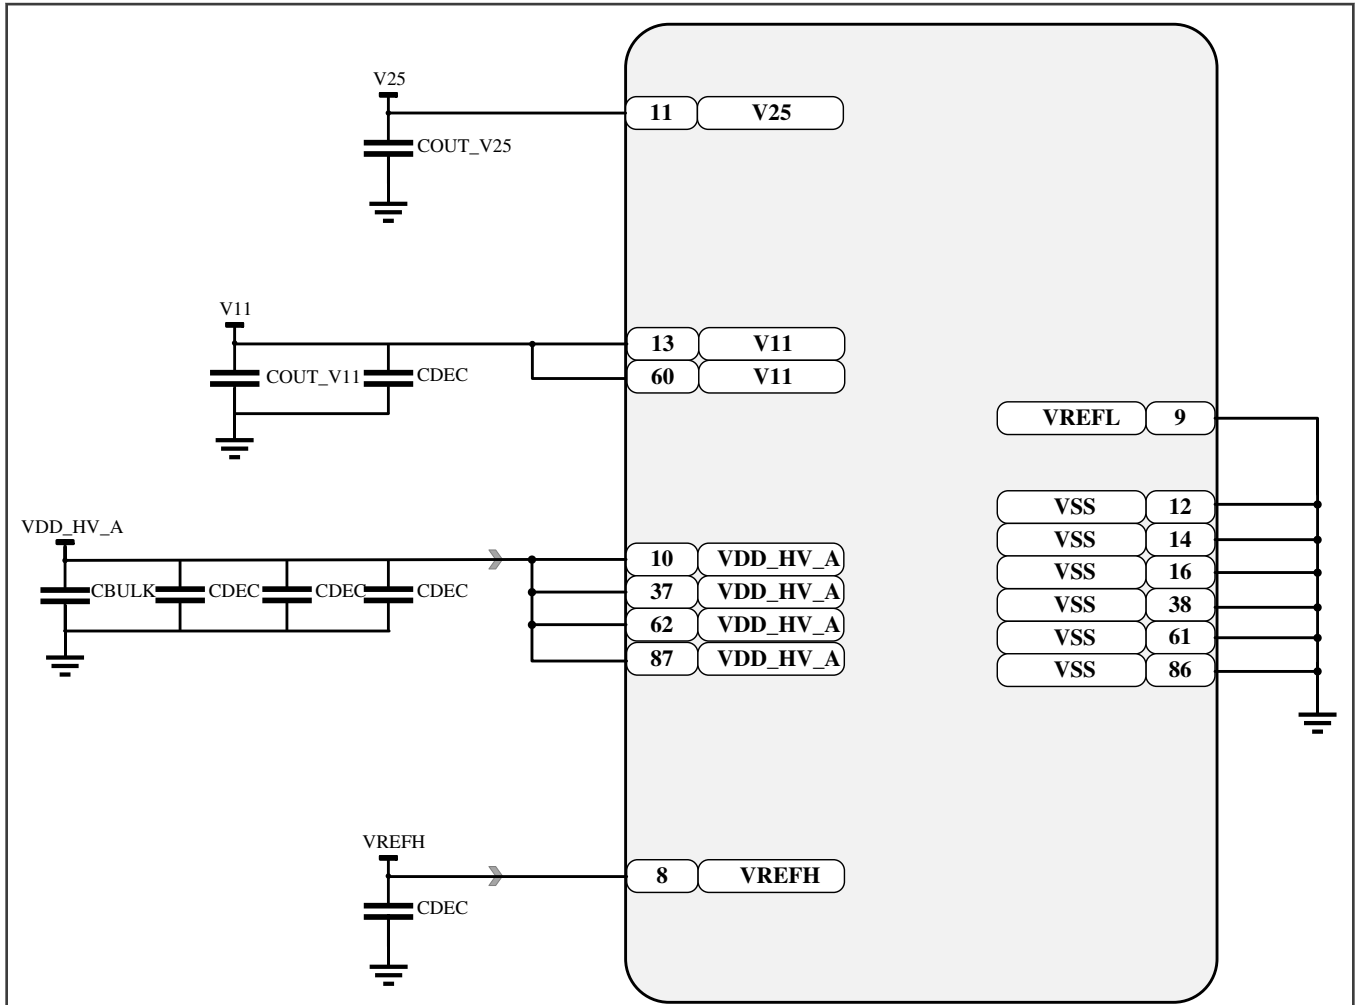 V25
11 V25
COUT_V25
V11
13 V11
COUT_V11 CDEC
60 V11
VREFL 9
VDD_HV_A
VSS 12
VSS 14
VSS 16
VSS 38
VSS 61
VSS 86
10 VDD_HV_A
CBULK CDEC CDEC CDEC
37 VDD_HV_A
62 VDD_HV_A
87 VDD_HV_A
VREFH
8 VREFH
CDEC